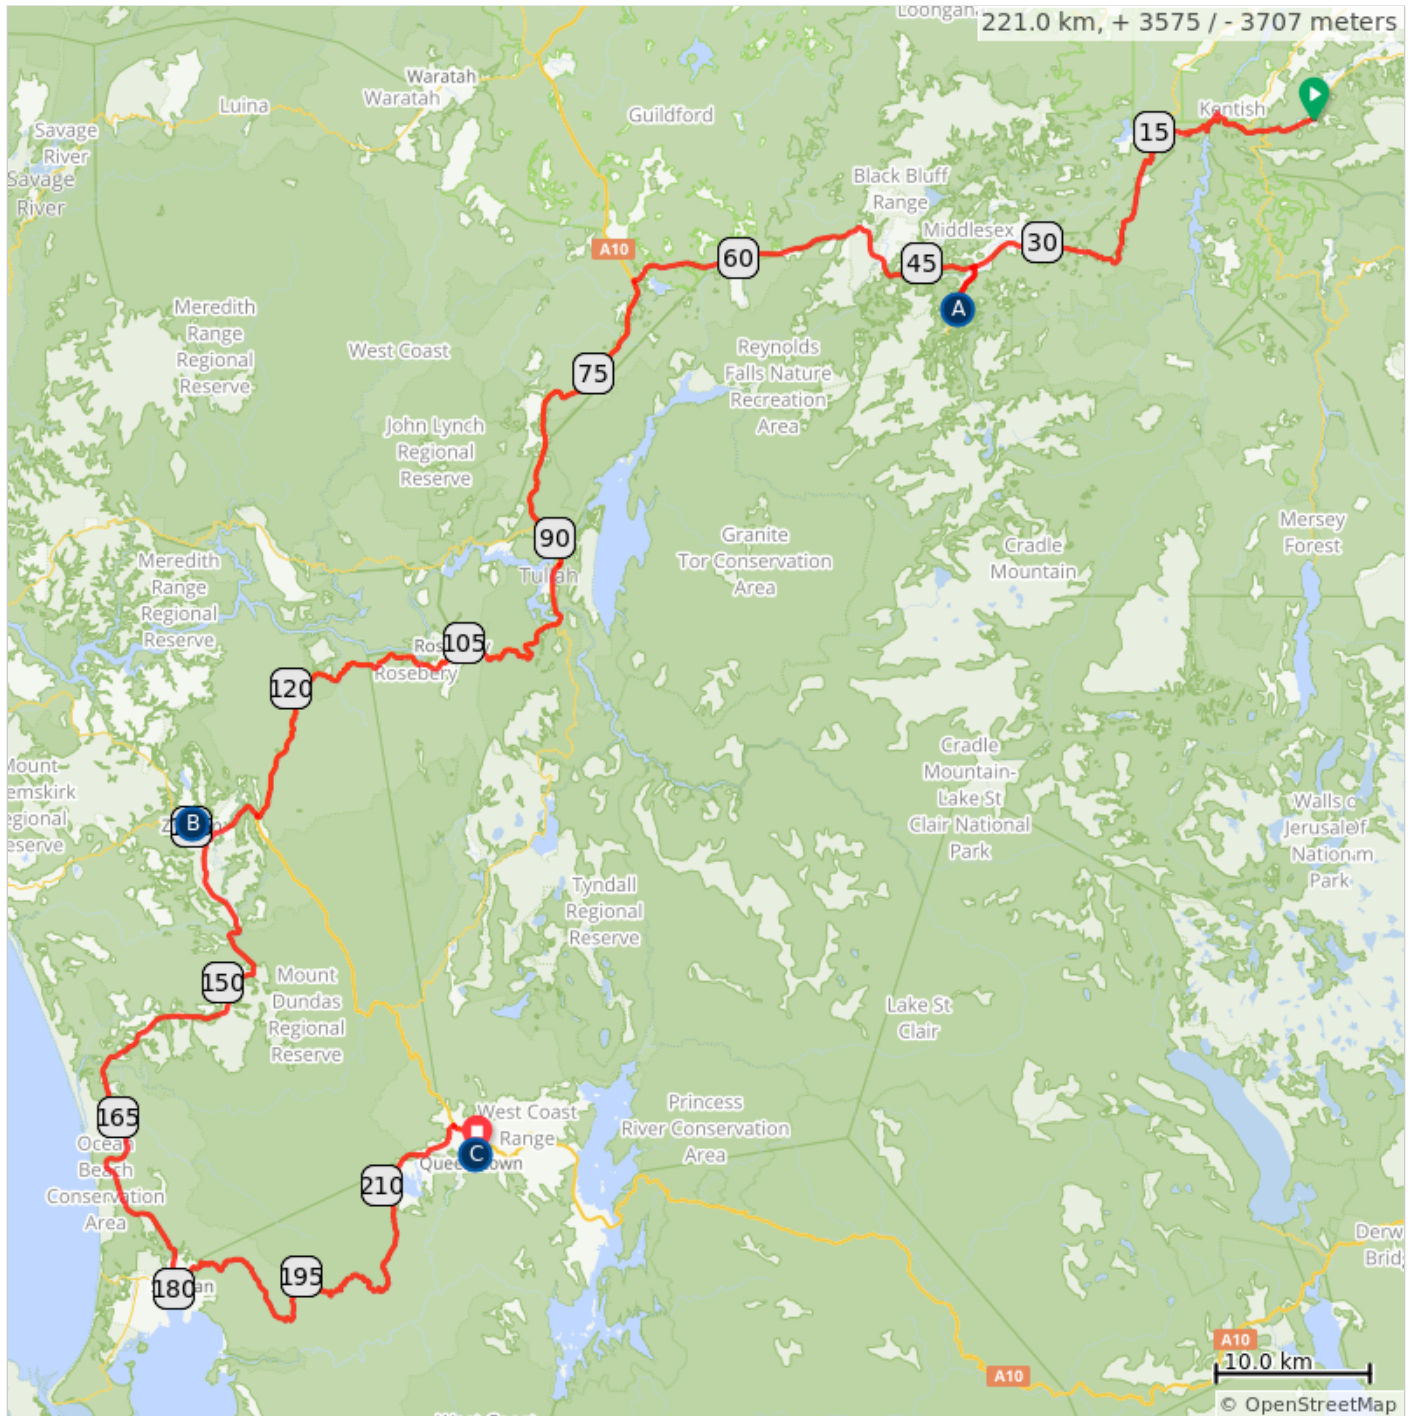 Loongana
221.0 km, + 3575 / - 3707 meters
Waratah
Waratah
Luina
Guildford
Kentish
Savage
River
Savage
River
15
Black Bluff
Range
Middlesex
30
A10
60
45
A
Meredith
Range
Regional
Reserve
West Coast
Reynolds
Falls Nature
Recreation
Area
75
John Lynch
Regional
Reserve
90
Granite
Tor Conservation
Area
Cradle
Mountain
Mersey
Forest
Meredith
Range
Regional
Reserve
105
Rosebery
120
Cradle
Mountain-
Lake St
Clair National
Park
B
Tyndall
Regional
Reserve
150
Mount
Dundas
Regional
Reserve
Lake St
Clair
165
West Coast
Range
C
Princess
River Conservation
Area
Ocean
Beach
Conservation
Area
210
180
195
A10
A10
10.0 km
© OpenStreetMap